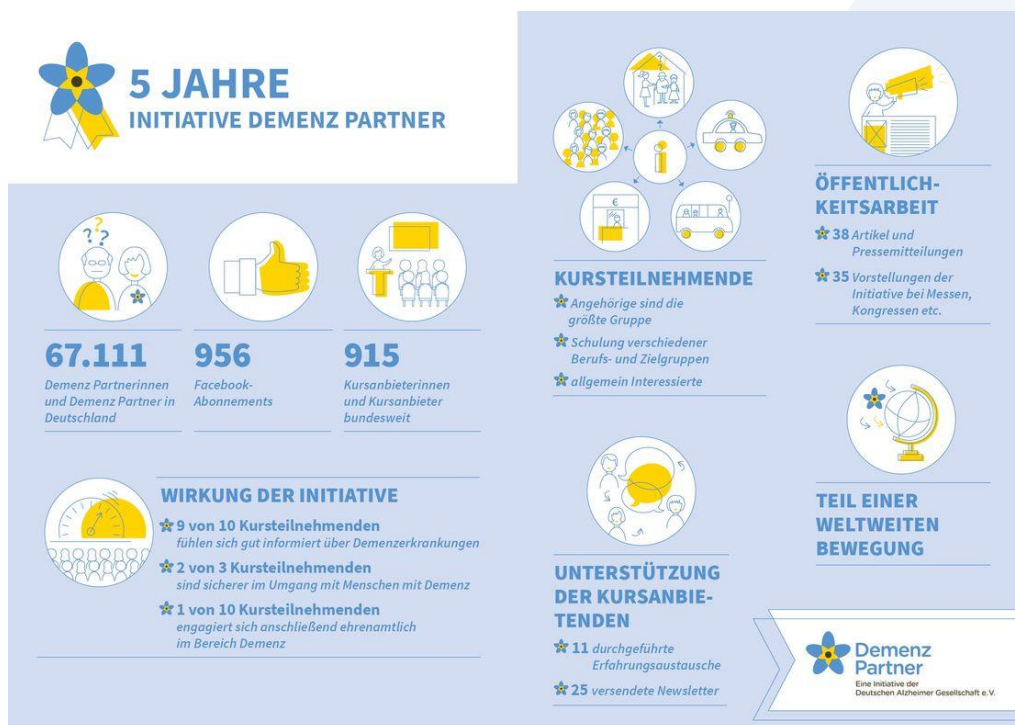 5 JAHRE
INITIATIVE DEMENZ PARTNER
67.111
Demenz Partnerinnen
und Demenz Partner in
Deutschland
956
Facebook-
Abonnements
915
Kursanbieterinnen
und Kursanbieter
bundesweit
WIRKUNG DER INITIATIVE
9 von 10 Kursteilnehmenden
fühlen sich gut informiert über Demenzerkrankungen
2 von 3 Kursteilnehmenden
sind sicherer im Umgang mit Menschen mit Demenz
1 von 10 Kursteilnehmenden
engagiert sich anschließend ehrenamtlich
im Bereich Demenz
??
i
€
KURSTEILNEHMENDE
Angehörige sind die
größte Gruppe
Schulung verschiedener
Berufs- und Zielgruppen
allgemein Interessierte
UNTERSTÜTZUNG
DER KURSANBIE-
TENDEN
11 durchgeführte
Erfahrungsaustausche
25 versendete Newsletter
ÖFFENTLICH-
KEITSARBEIT
38 Artikel und
Pressemitteilungen
35 Vorstellungen der
Initiative bei Messen,
Kongressen etc.
TEIL EINER
WELTWEITEN
BEWEGUNG
Demenz
Partner
Eine Initiative der
Deutschen Alzheimer Gesellschaft e.V.